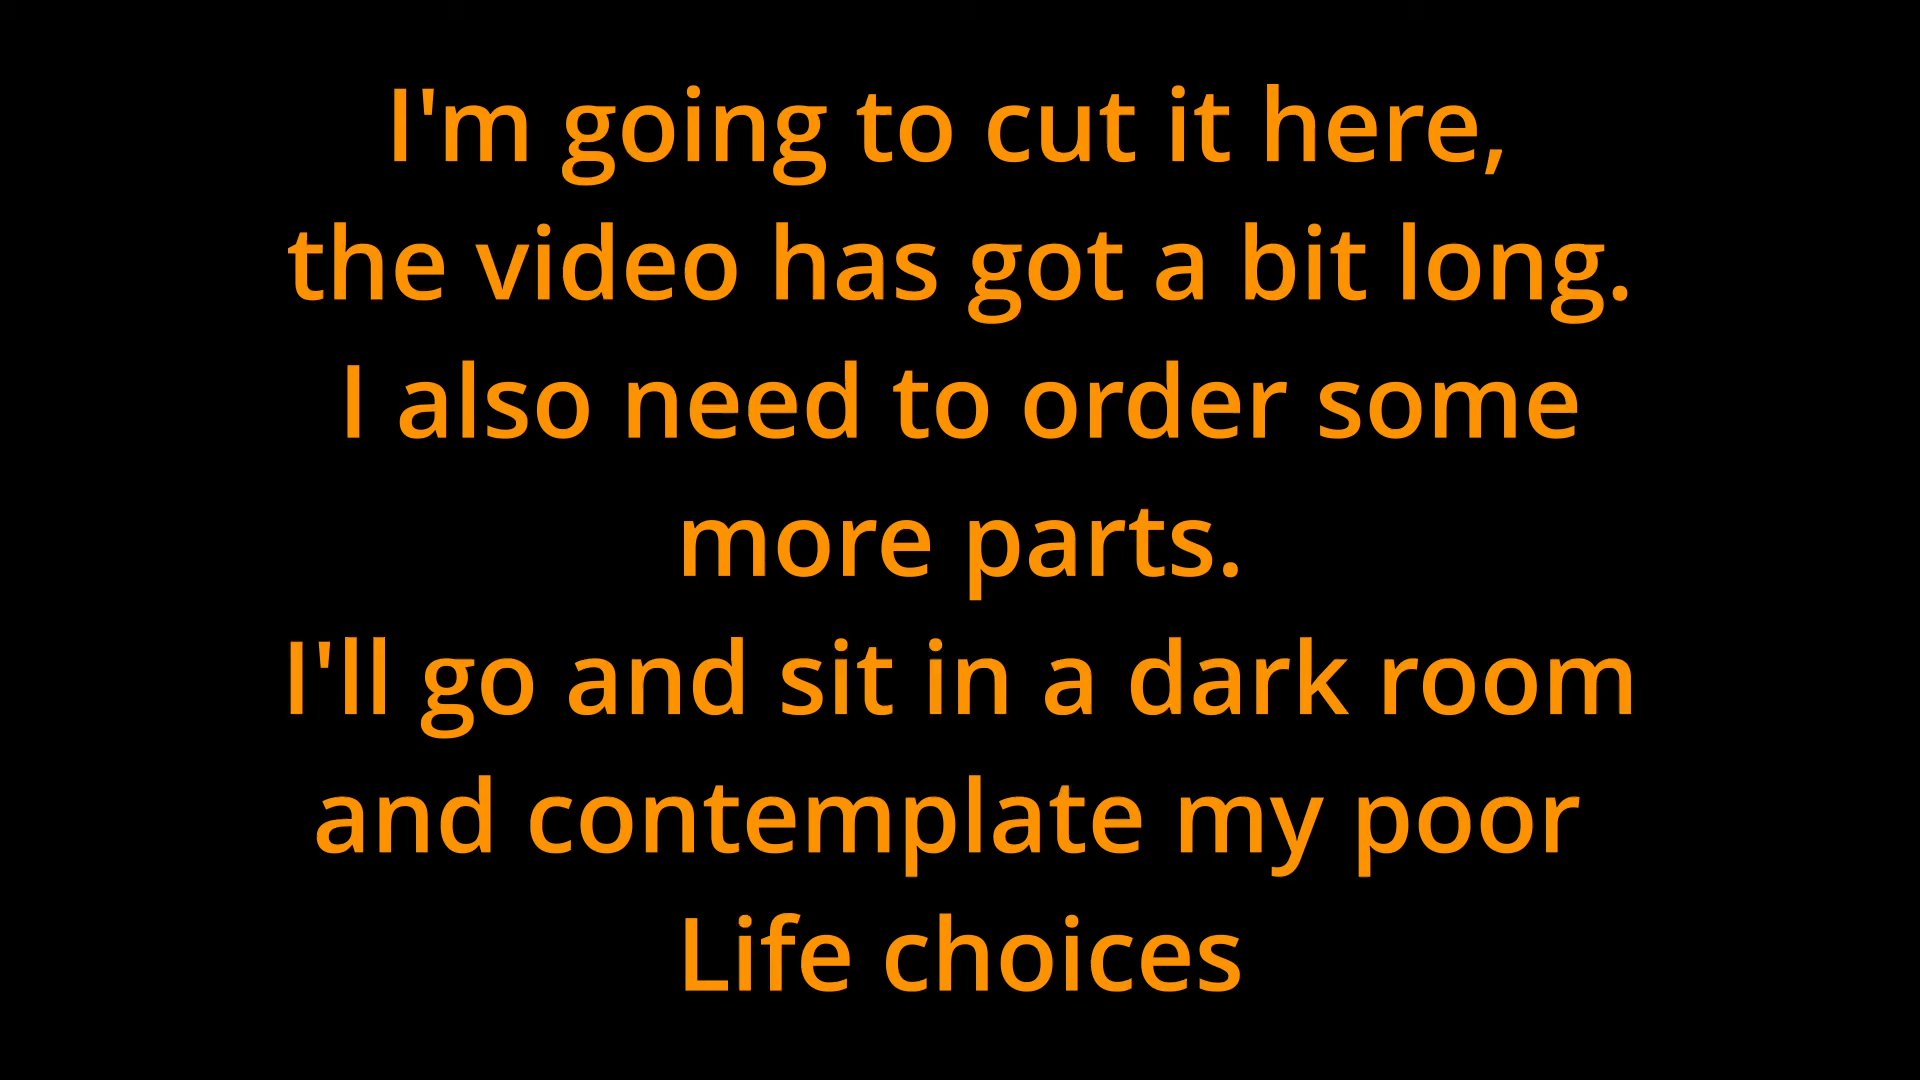 I'm going to cut it here,
the video has got a bit long.
I also need to order some
more parts.
I'll go and sit in a dark room
and contemplate my poor
Life choices